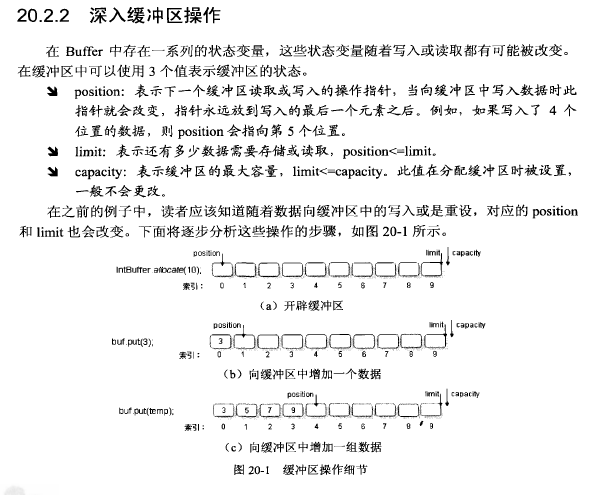 20.2.2 深入缓冲区操作
在 Buffer 中存在一系列的状态变量，这些状态变量随着写入或读取都有可能被改变。
在缓冲区中可以使用 3 个值表示缓冲区的状态。
position：表示下一个缓冲区读取或写入的操作指针，当向缓冲区中写入数据时此
指针就会改变，指针永远放到写入的最后一个元素之后。例如，如果写入了 4 个
位置的数据，则 position 会指向第 5 个位置。
limit：表示还有多少数据需要存储或读取，position<=limit。
capacity：表示缓冲区的最大容量，limit<=capacity。此值在分配缓冲区时被设置，
一般不会更改。
在之前的例子中，读者应该知道随着数据向缓冲区中的写入或是重设，对应的 position
和 limit 也会改变。下面将逐步分析这些操作的步骤，如图 20-1 所示。
position limit capacity
IntBuffer allocate(10);
索引： 0 1 2 3 4 5 6 7 8 9
（a）开辟缓冲区
position limit capacity
buf.put(3); 3
索引： 0 1 2 3 4 5 6 7 8 9
（b）向缓冲区中增加一个数据
position limit capacity
buf.put(temp); 3 5 7 9
索引： 0 1 2 3 4 5 6 7 8 9
（c）向缓冲区中增加一组数据
图 20-1 缓冲区操作细节